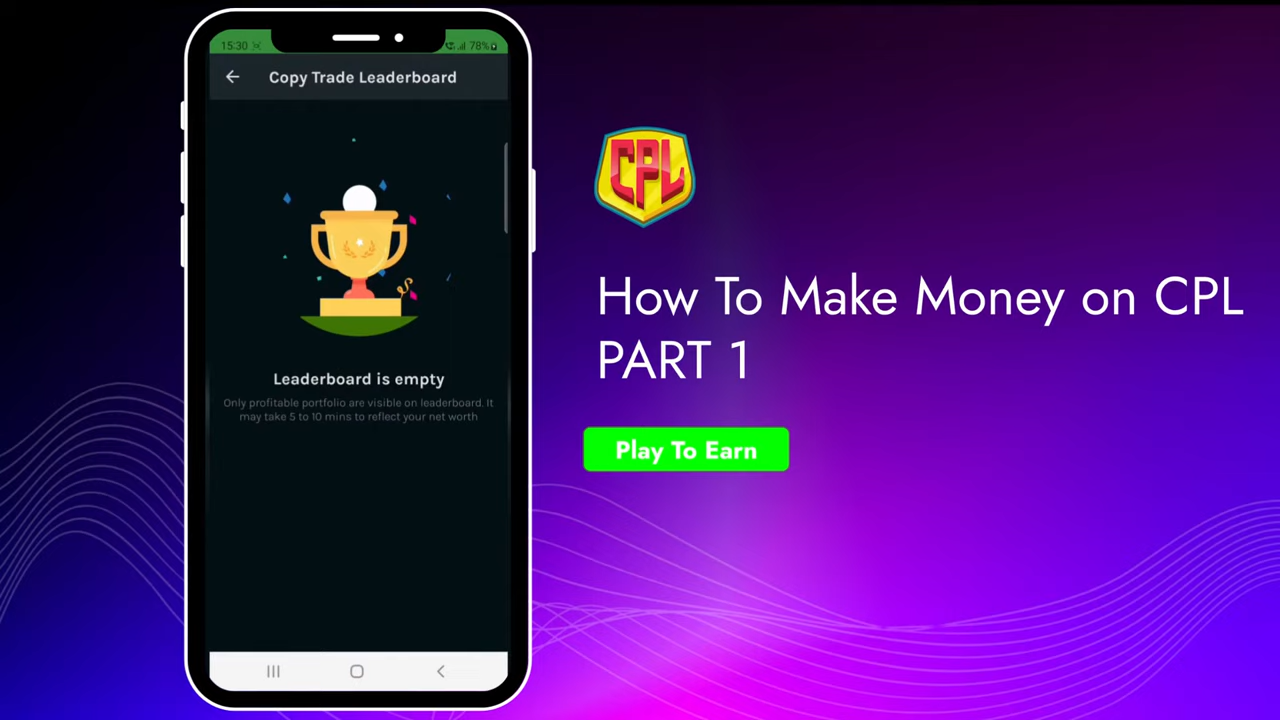 15:30
78%
Copy Trade Leaderboard
Leaderboard is empty
Only profitable portfolio are visible on leaderboard. It
may take 5 to 10 mins to reflect your net worth
CPL
How To Make Money on CPL
PART 1
Play To Earn